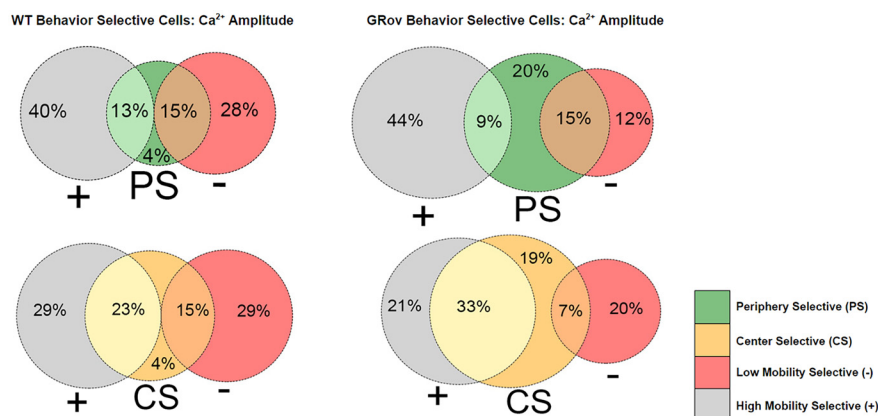 WT Behavior Selective Cells: Ca²⁺ Amplitude
40% 13% 15% 28%
4%
+ PS -
GRov Behavior Selective Cells: Ca²⁺ Amplitude
20%
44% 9% 15% 12%
+ PS -
29% 23% 15% 29%
4%
+ CS -
19%
21% 33% 7% 20%
+ CS -
Periphery Selective (PS)
Center Selective (CS)
Low Mobility Selective (-)
High Mobility Selective (+)